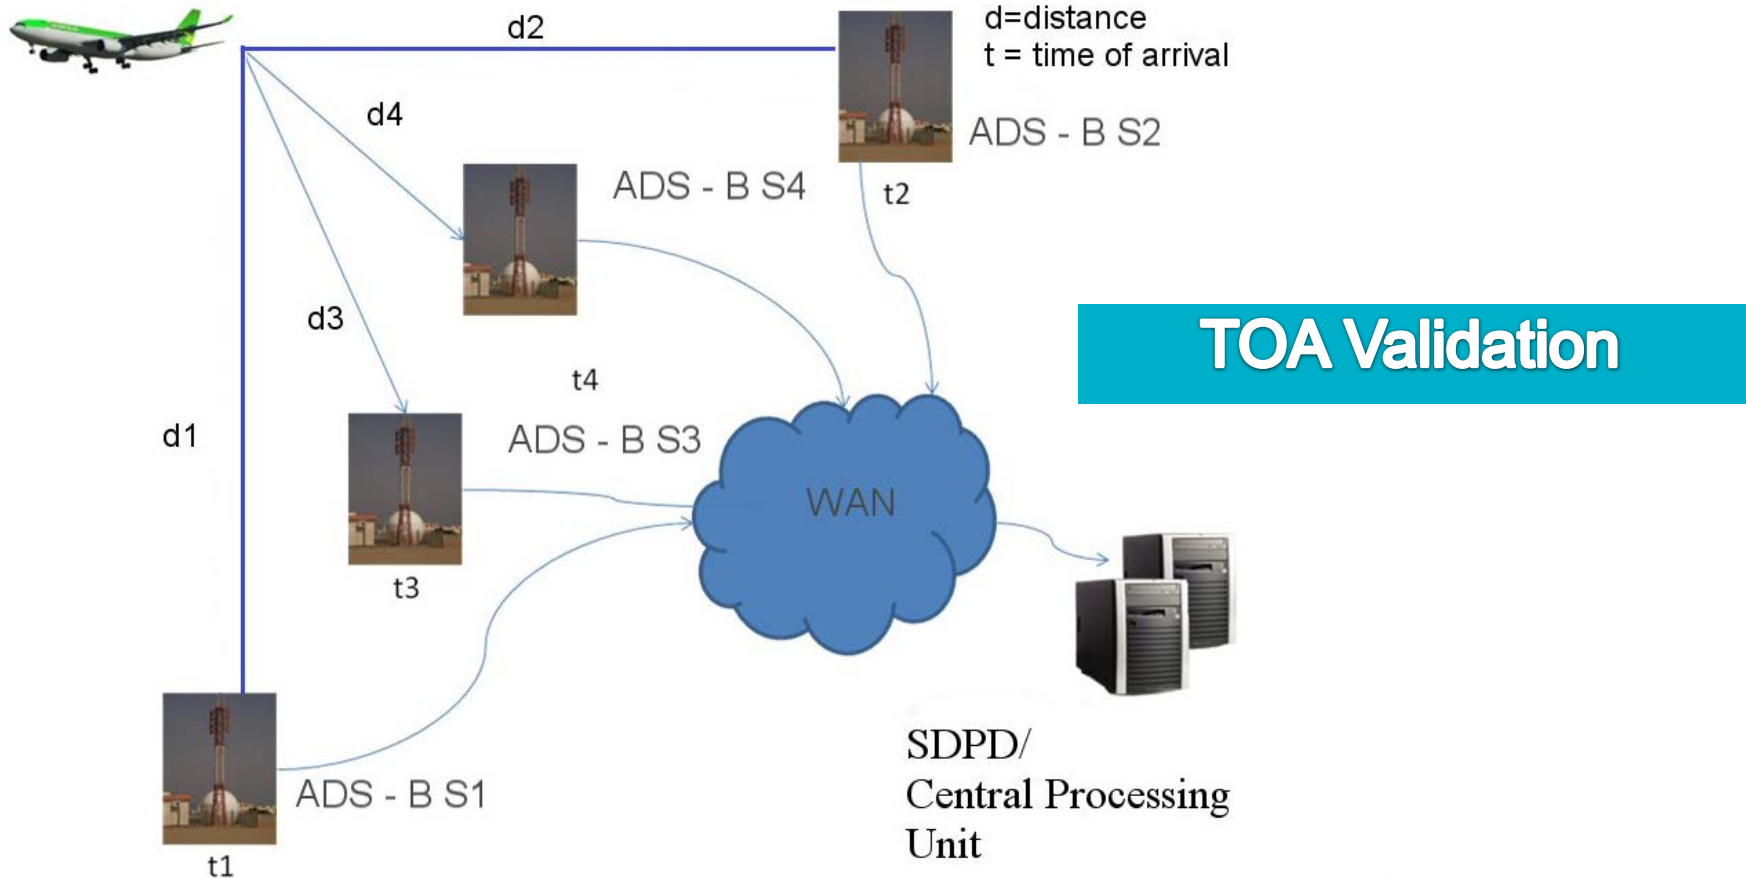 d2
d=distance
t = time of arrival
d4
ADS - B S2
ADS - B S4
t2
d3
TOA Validation
t4
d1
ADS - B S3
WAN
t3
SDPD/
Central Processing
Unit
ADS - B S1
t1